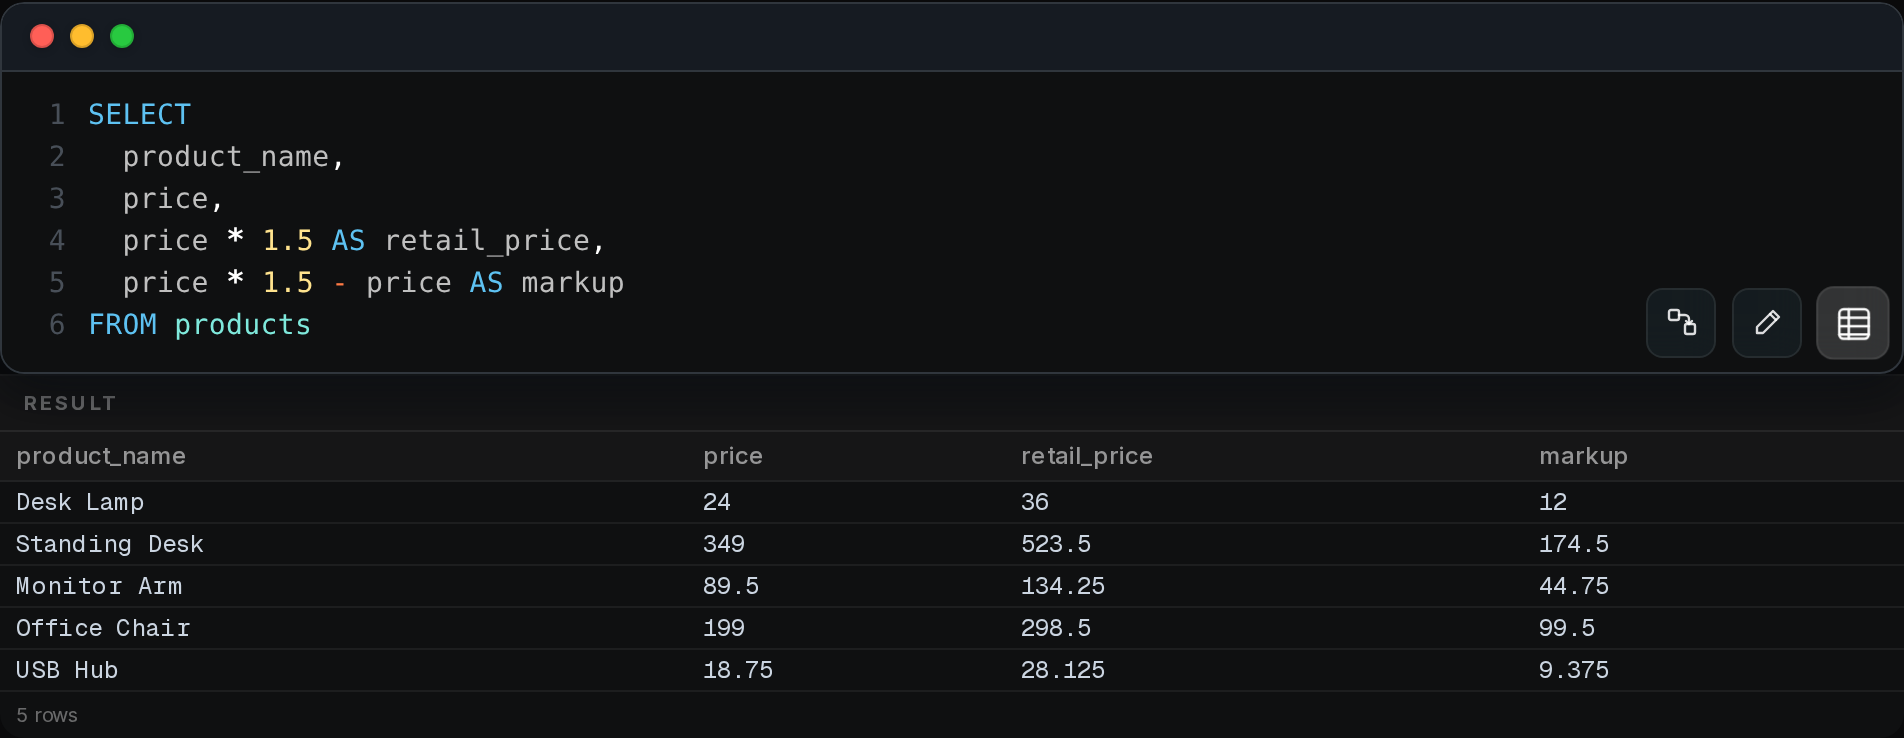 1 SELECT
2   product_name,
3   price,
4   price * 1.5 AS retail_price,
5   price * 1.5 - price AS markup
6 FROM products
RESULT
product_name price retail_price markup
Desk Lamp 24 36 12
Standing Desk 349 523.5 174.5
Monitor Arm 89.5 134.25 44.75
Office Chair 199 298.5 99.5
USB Hub 18.75 28.125 9.375
5 rows